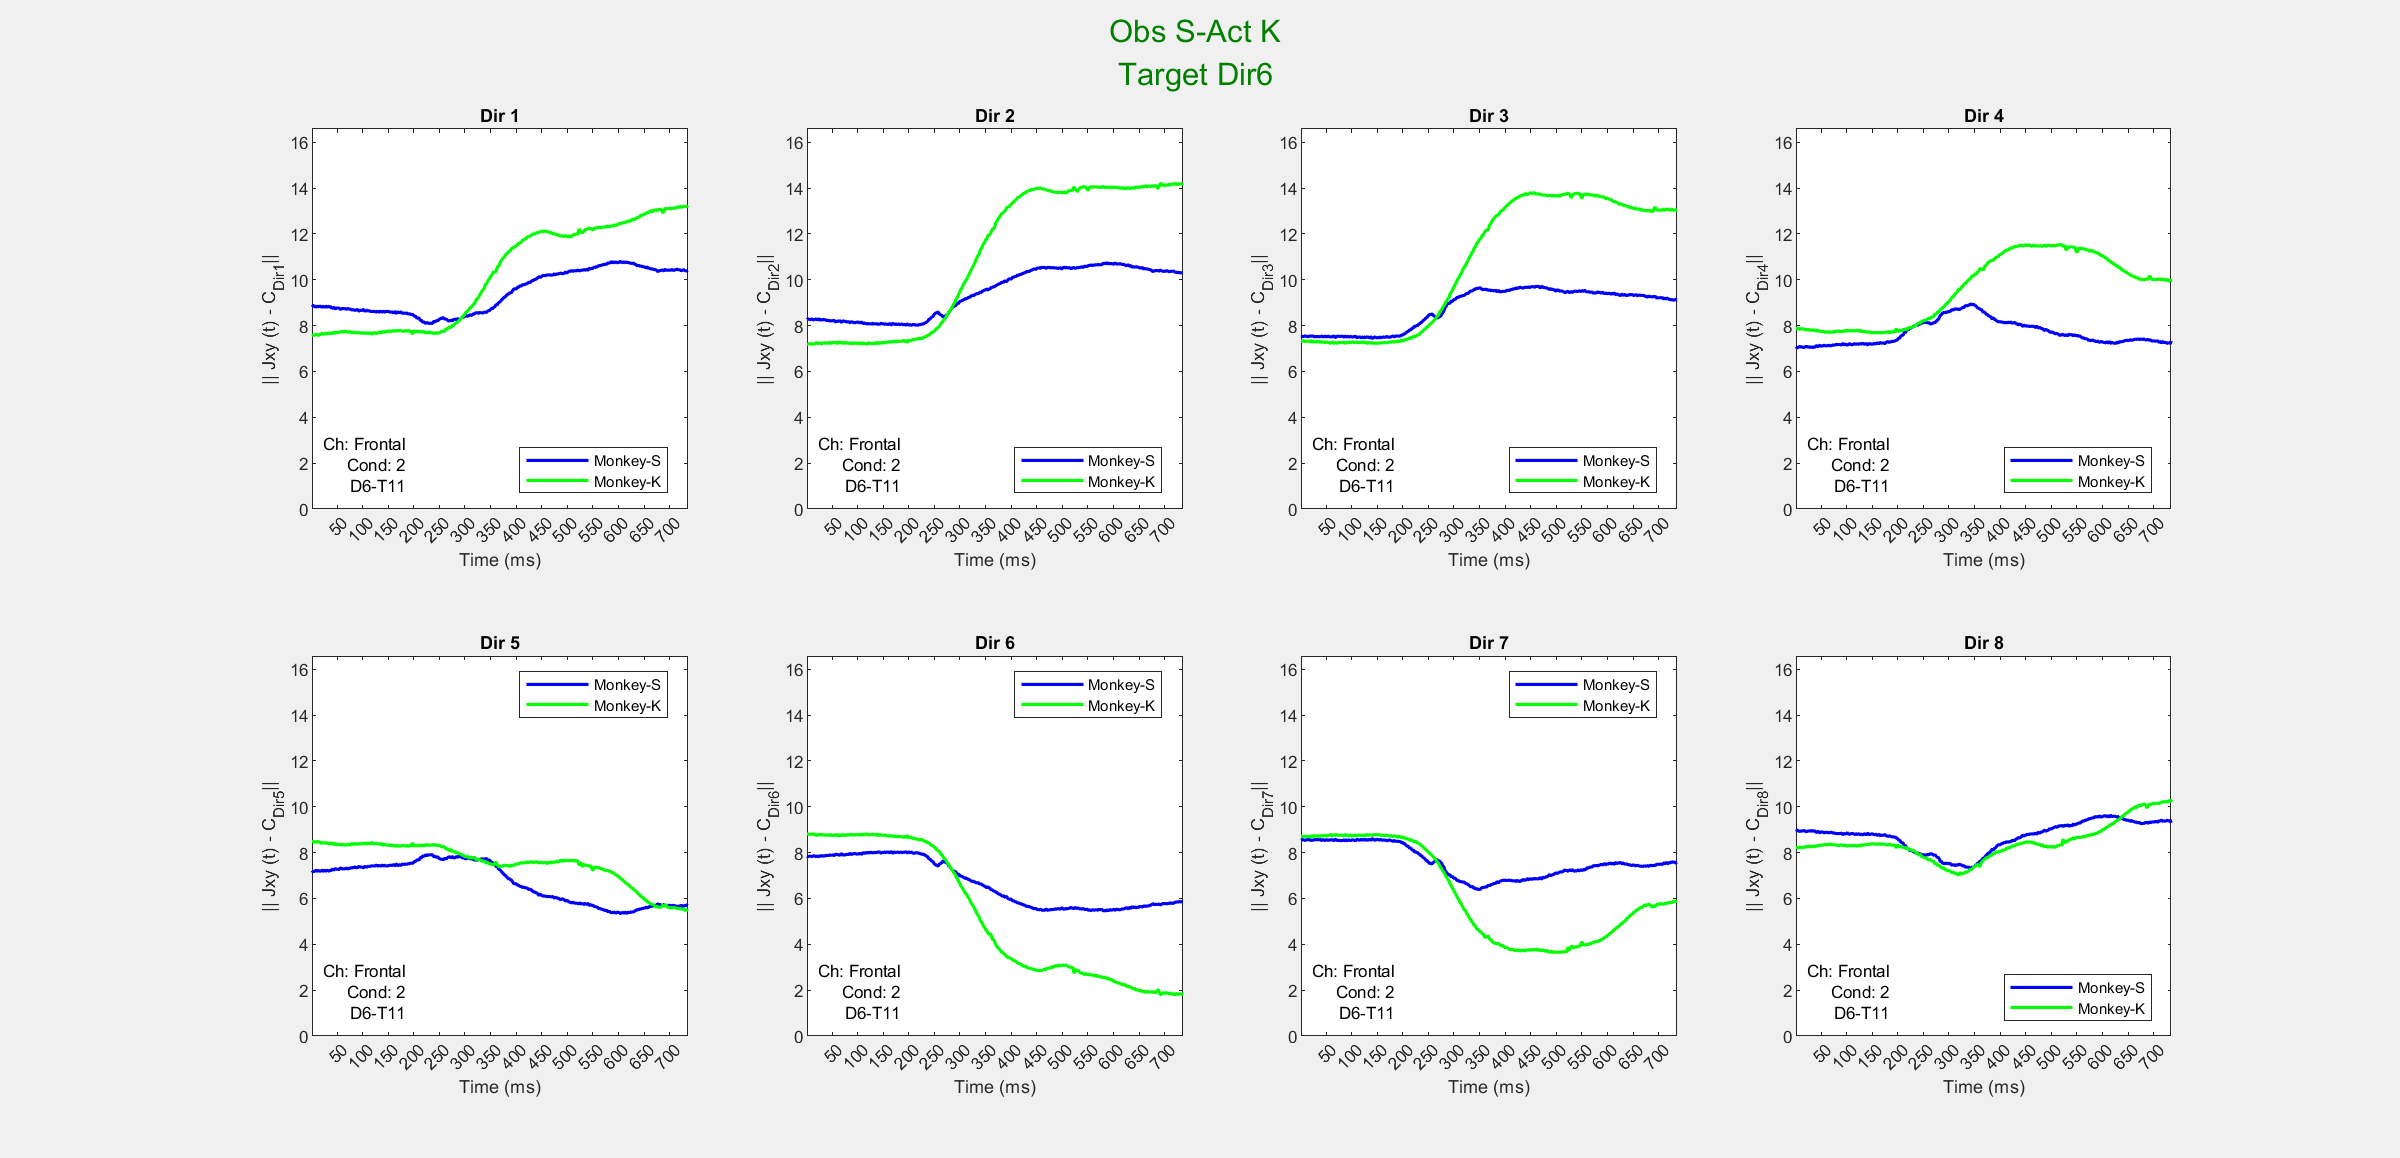 Obs S-Act K
Target Dir6
Dir 1
16
14
12
10
8
6
4
2
0
|| Jxy (t) - C_Dir1||
Ch: Frontal
Cond: 2
D6-T11
Monkey-S
Monkey-K
50 100 150 200 250 300 350 400 450 500 550 600 650 700
Time (ms)
Dir 2
16
14
12
10
8
6
4
2
0
|| Jxy (t) - C_Dir2||
Ch: Frontal
Cond: 2
D6-T11
Monkey-S
Monkey-K
50 100 150 200 250 300 350 400 450 500 550 600 650 700
Time (ms)
Dir 3
16
14
12
10
8
6
4
2
0
|| Jxy (t) - C_Dir3||
Ch: Frontal
Cond: 2
D6-T11
Monkey-S
Monkey-K
50 100 150 200 250 300 350 400 450 500 550 600 650 700
Time (ms)
Dir 4
16
14
12
10
8
6
4
2
0
|| Jxy (t) - C_Dir4||
Ch: Frontal
Cond: 2
D6-T11
Monkey-S
Monkey-K
50 100 150 200 250 300 350 400 450 500 550 600 650 700
Time (ms)
Dir 5
16
14
12
10
8
6
4
2
0
|| Jxy (t) - C_Dir5||
Monkey-S
Monkey-K
Ch: Frontal
Cond: 2
D6-T11
50 100 150 200 250 300 350 400 450 500 550 600 650 700
Time (ms)
Dir 6
16
14
12
10
8
6
4
2
0
|| Jxy (t) - C_Dir6||
Monkey-S
Monkey-K
Ch: Frontal
Cond: 2
D6-T11
50 100 150 200 250 300 350 400 450 500 550 600 650 700
Time (ms)
Dir 7
16
14
12
10
8
6
4
2
0
|| Jxy (t) - C_Dir7||
Monkey-S
Monkey-K
Ch: Frontal
Cond: 2
D6-T11
50 100 150 200 250 300 350 400 450 500 550 600 650 700
Time (ms)
Dir 8
16
14
12
10
8
6
4
2
0
|| Jxy (t) - C_Dir8||
Ch: Frontal
Cond: 2
D6-T11
Monkey-S
Monkey-K
50 100 150 200 250 300 350 400 450 500 550 600 650 700
Time (ms)